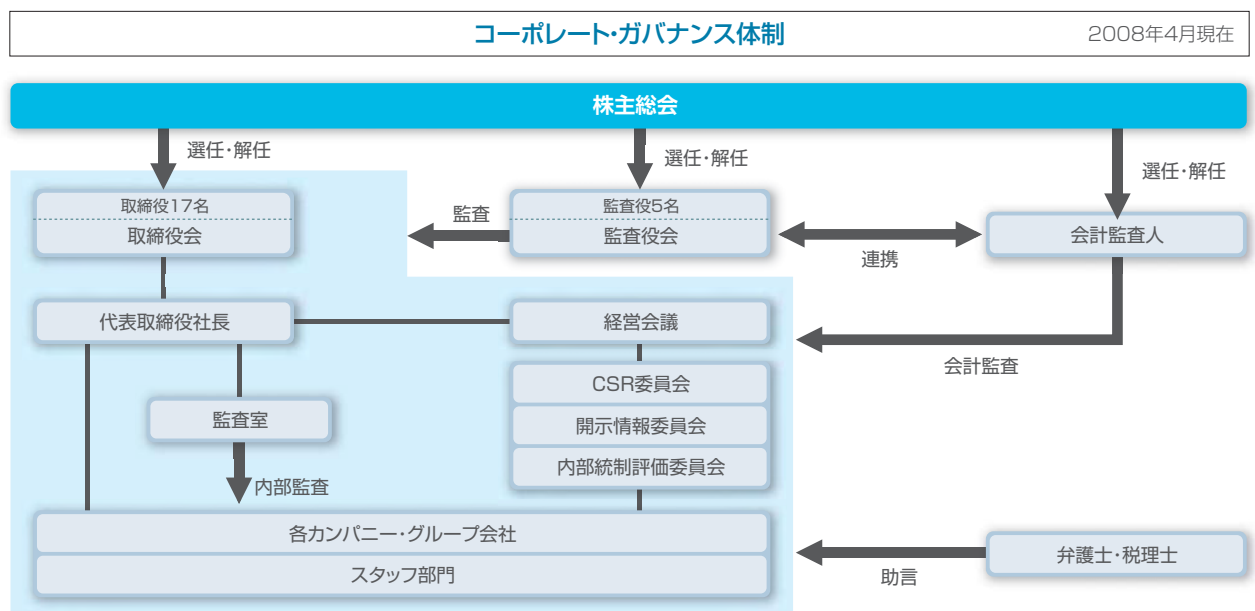 コーポレート・ガバナンス体制
2008年4月現在
株主総会
選任・解任
選任・解任
選任・解任
取締役17名
取締役会
監査
監査役5名
監査役会
連携
会計監査人
代表取締役社長
経営会議
会計監査
CSR委員会
開示情報委員会
内部統制評価委員会
監査室
内部監査
各カンパニー・グループ会社
スタッフ部門
助言
弁護士・税理士